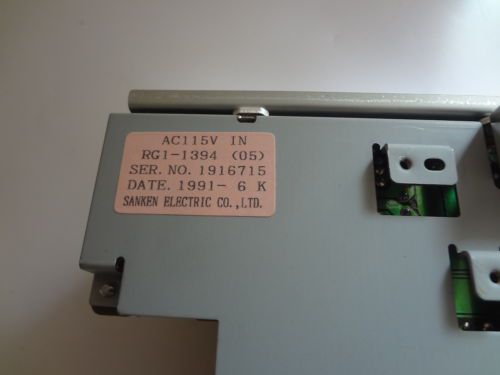 AC115V IN
RG1-1394 (05)
SER. NO. 1916715
DATE. 1991- 6 K
SANKEN ELECTRIC CO.,LTD.